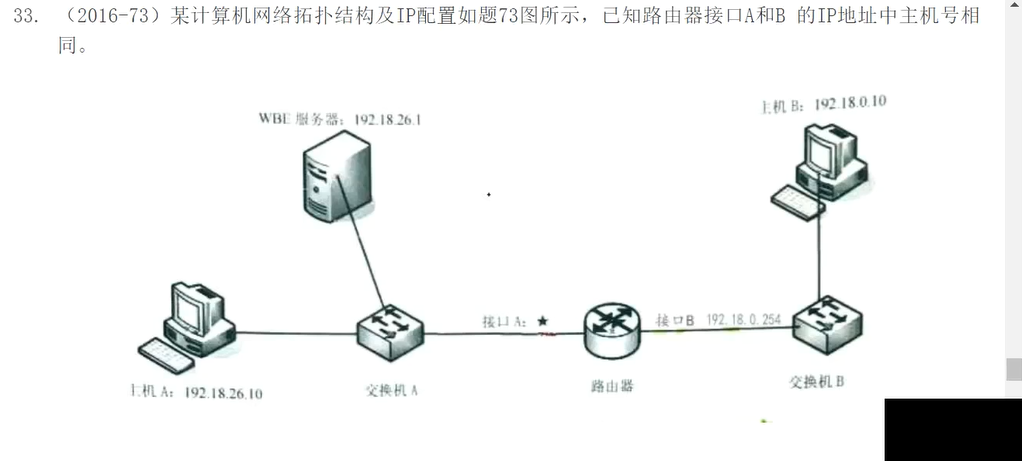 33. （2016-73）某计算机网络拓扑结构及IP配置如题73图所示，已知路由器接口A和B 的IP地址中主机号相
同。
主机 B：192.18.0.10
WBE 服务器：192.18.26.1
接口 A：★
接口B 192.18.0.254
主机 A：192.18.26.10
交换机 A
路由器
交换机 B